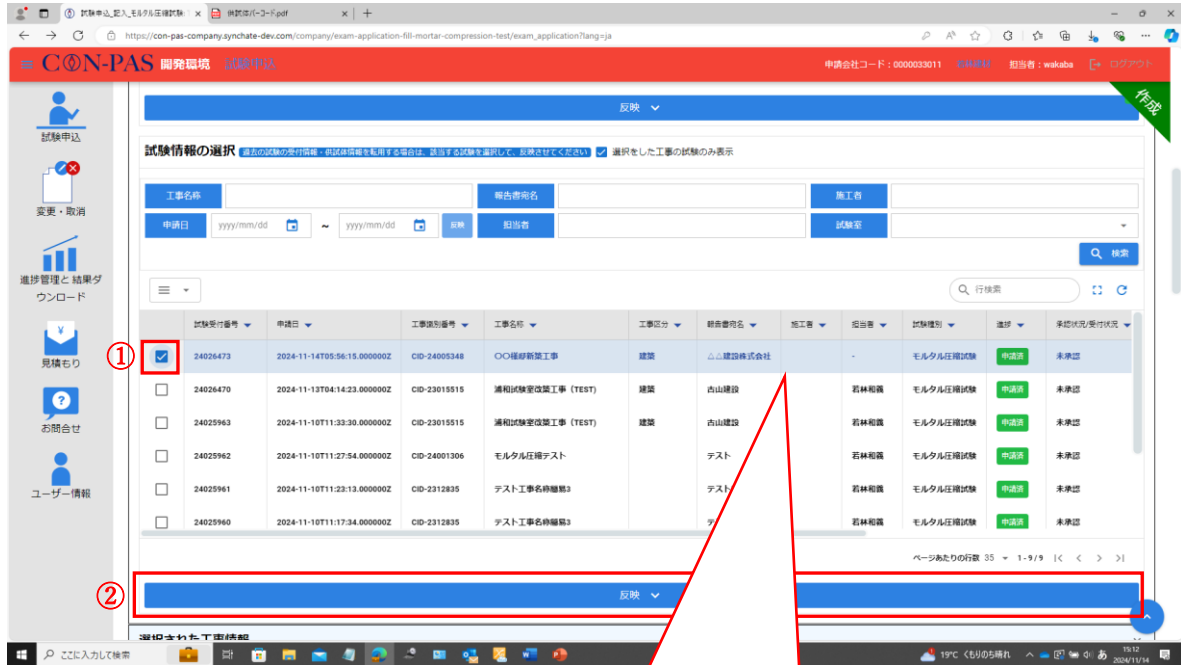 試験申込_記入_モルタル圧縮試験
供試体バーコード.pdf
https://con-pas-company.synchate-dev.com/company/exam-application-fill-mortar-compression-test/exam_application?lang=ja
CON-PAS 開発環境 試験申込
申請会社コード : 0000033011 担当者 : wakaba ログアウト
作成
試験申込
変更・取消
進捗管理と結果ダ
ウンロード
見積もり
お問合せ
ユーザー情報
反映
試験情報の選択 過去の試験の受付情報・供試体情報を転用する場合は、該当する試験を選択して、反映させてください 選択をした工事の試験のみ表示
工事名称 報告書宛名 施工者
申請日 yyyy/mm/dd ~ yyyy/mm/dd 反映 担当者 試験室
検索
行検索
試験受付番号 申請日 工事識別番号 工事名称 工事区分 報告書宛名 施工者 担当者 試験種別 進捗 承認状況/受付状況
① 24026473 2024-11-14T05:56:15.000000Z CID-24005348 〇〇様邸新築工事 建築 △△建設株式会社 - モルタル圧縮試験 申請済 未承認
24026470 2024-11-13T04:14:23.000000Z CID-23015515 浦和試験室改築工事（TEST） 建築 古山建設 若林和義 モルタル圧縮試験 申請済 未承認
24025963 2024-11-10T11:33:30.000000Z CID-23015515 浦和試験室改築工事（TEST） 建築 古山建設 若林和義 モルタル圧縮試験 申請済 未承認
24025962 2024-11-10T11:27:54.000000Z CID-24001306 モルタル圧縮テスト テスト 若林和義 モルタル圧縮試験 申請済 未承認
24025961 2024-11-10T11:23:13.000000Z CID-2312835 テスト工事名称簡易3 テスト 若林和義 モルタル圧縮試験 申請済 未承認
24025960 2024-11-10T11:17:34.000000Z CID-2312835 テスト工事名称簡易3 若林和義 モルタル圧縮試験 申請済 未承認
ページあたりの行数 35 1-9/9
② 反映
選択された工事情報
ここに入力して検索
19°C くもりのち晴れ あ 15:12
2024/11/14